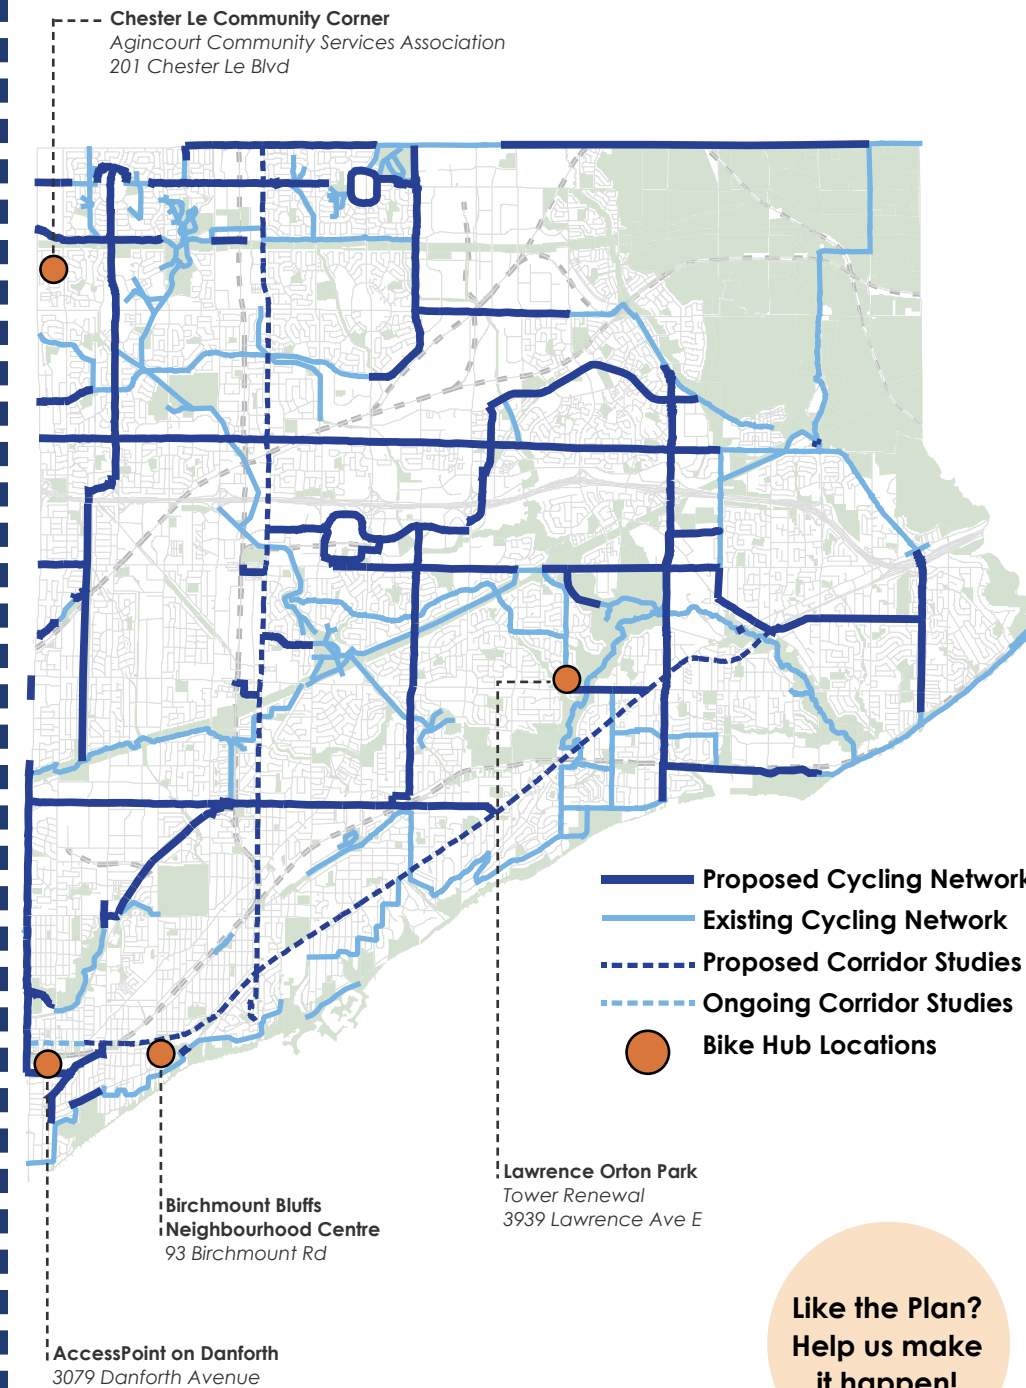 Chester Le Community Corner
Agincourt Community Services Association
201 Chester Le Blvd
Proposed Cycling Network
Existing Cycling Network
Proposed Corridor Studies
Ongoing Corridor Studies
Bike Hub Locations
Lawrence Orton Park
Tower Renewal
3939 Lawrence Ave E
Birchmount Bluffs
Neighbourhood Centre
93 Birchmount Rd
AccessPoint on Danforth
3079 Danforth Avenue
Like the Plan?
Help us make
it happen!